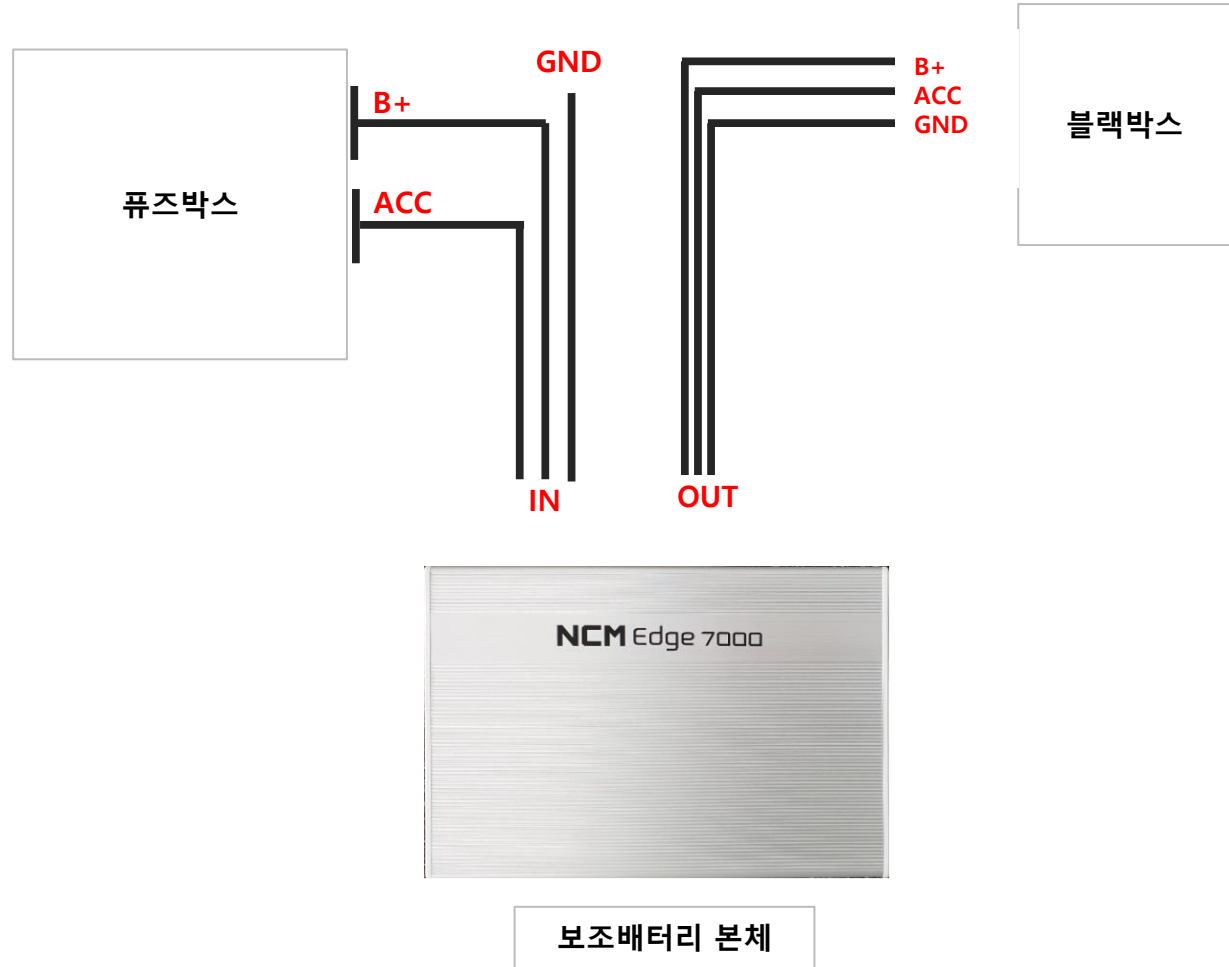 GND
B+
ACC
퓨즈박스
IN
B+
ACC
GND
블랙박스
OUT
NCM Edge 7000
보조배터리 본체